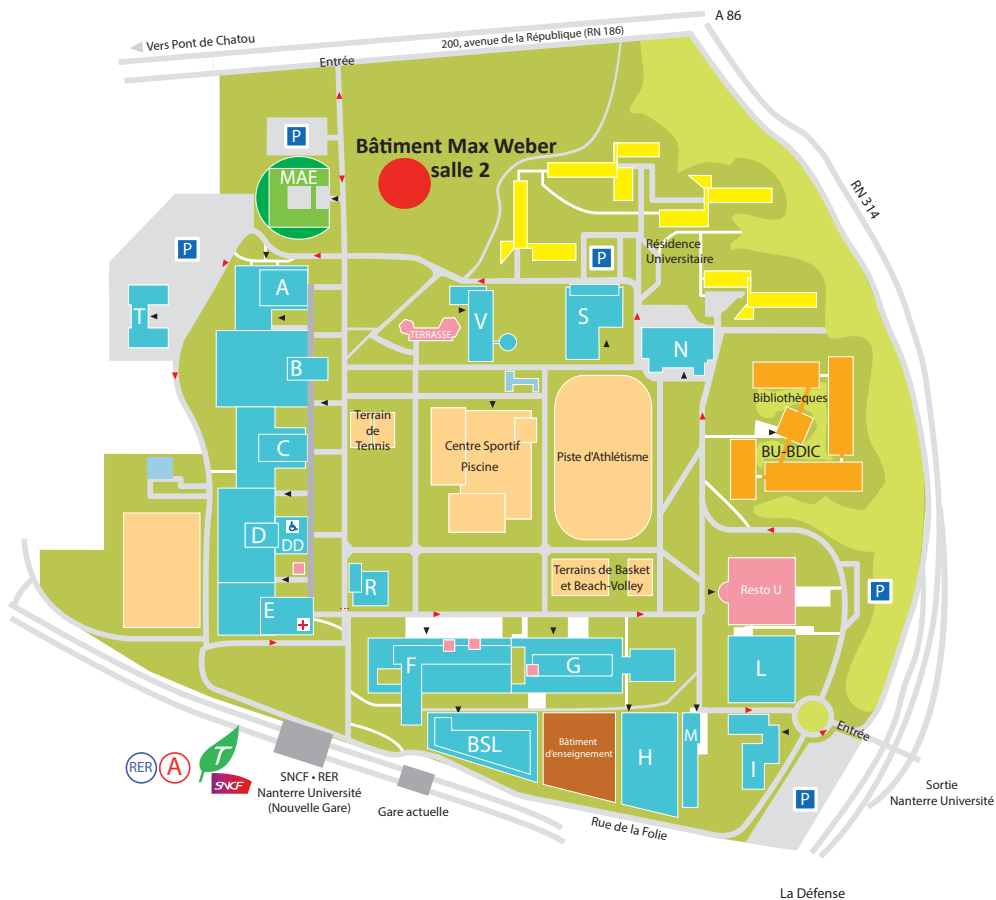 A 86
Vers Pont de Chatou
200, avenue de la République (RN 186)
Entrée
P
Bâtiment Max Weber
salle 2
MAE
RN 314
P
Résidence
Universitaire
P
A
T
V
S
TERRASSE
N
B
Bibliothèques
Terrain
de
Tennis
Centre Sportif
Piscine
Piste d'Athlétisme
BU-BDIC
C
D
DD
Terrains de Basket
et Beach-Volley
R
Resto U
P
E
F
G
L
Entrée
BSL
Bâtiment
d'enseignement
H
M
I
RER
A
T
SNCF
SNCF • RER
Nanterre Université
(Nouvelle Gare)
Gare actuelle
P
Sortie
Nanterre Université
Rue de la Folie
La Défense